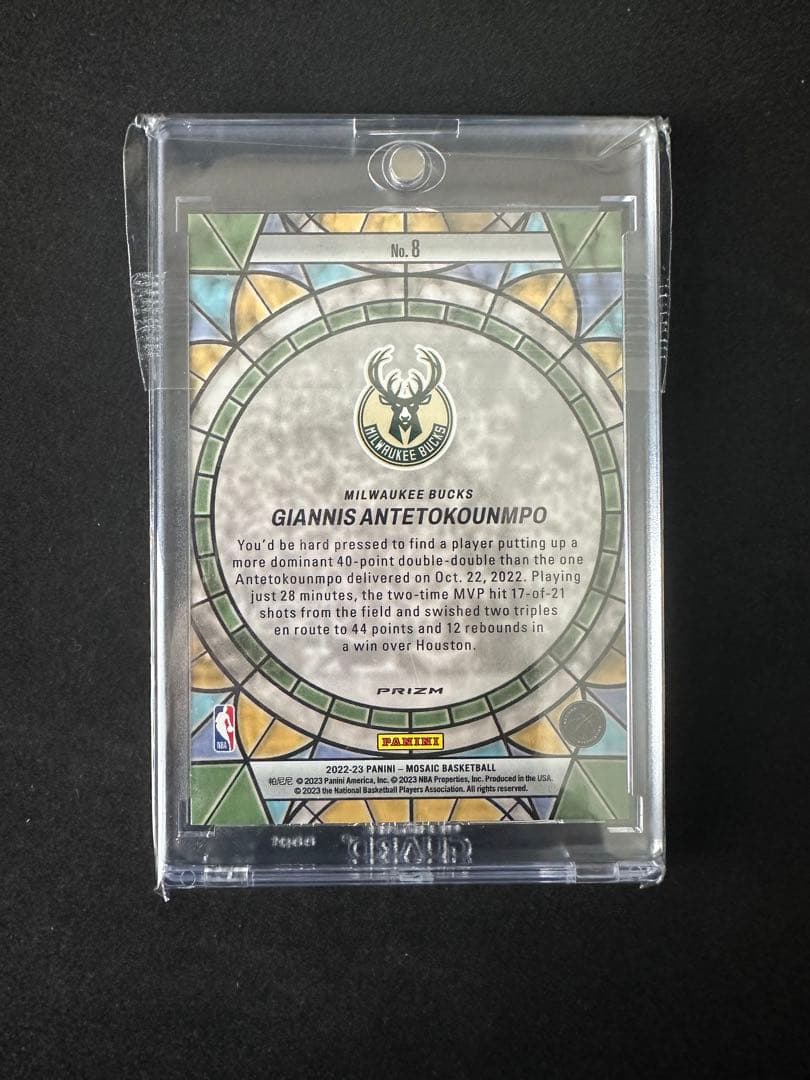 No. 8
MILWAUKEE BUCKS
MILWAUKEE BUCKS
GIANNIS ANTETOKOUNMPO
You'd be hard pressed to find a player putting up a
more dominant 40-point double-double than the one
Antetokounmpo delivered on Oct. 22, 2022. Playing
just 28 minutes, the two-time MVP hit 17-of-21
shots from the field and swished two triples
en route to 44 points and 12 rebounds in
a win over Houston.
PRIZM
NBA
PANINI
2022-23 PANINI – MOSAIC BASKETBALL
帕尼尼 © 2023 Panini America, Inc. © 2023 NBA Properties, Inc. Produced in the USA.
© 2023 the National Basketball Players Association. All rights reserved.